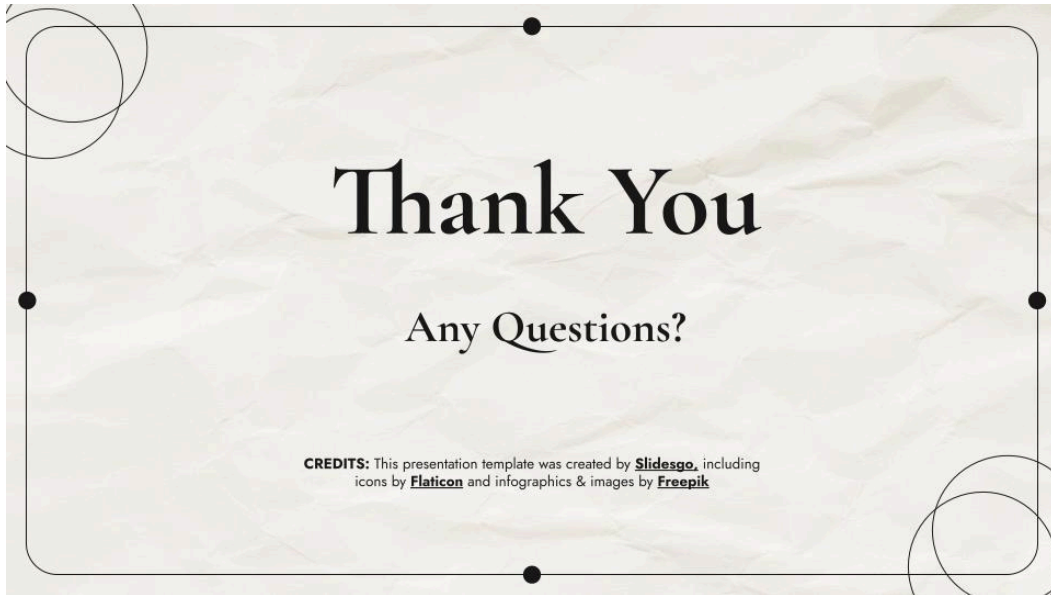 Thank You
Any Questions?
CREDITS: This presentation template was created by Slidesgo, including
icons by Flaticon and infographics & images by Freepik